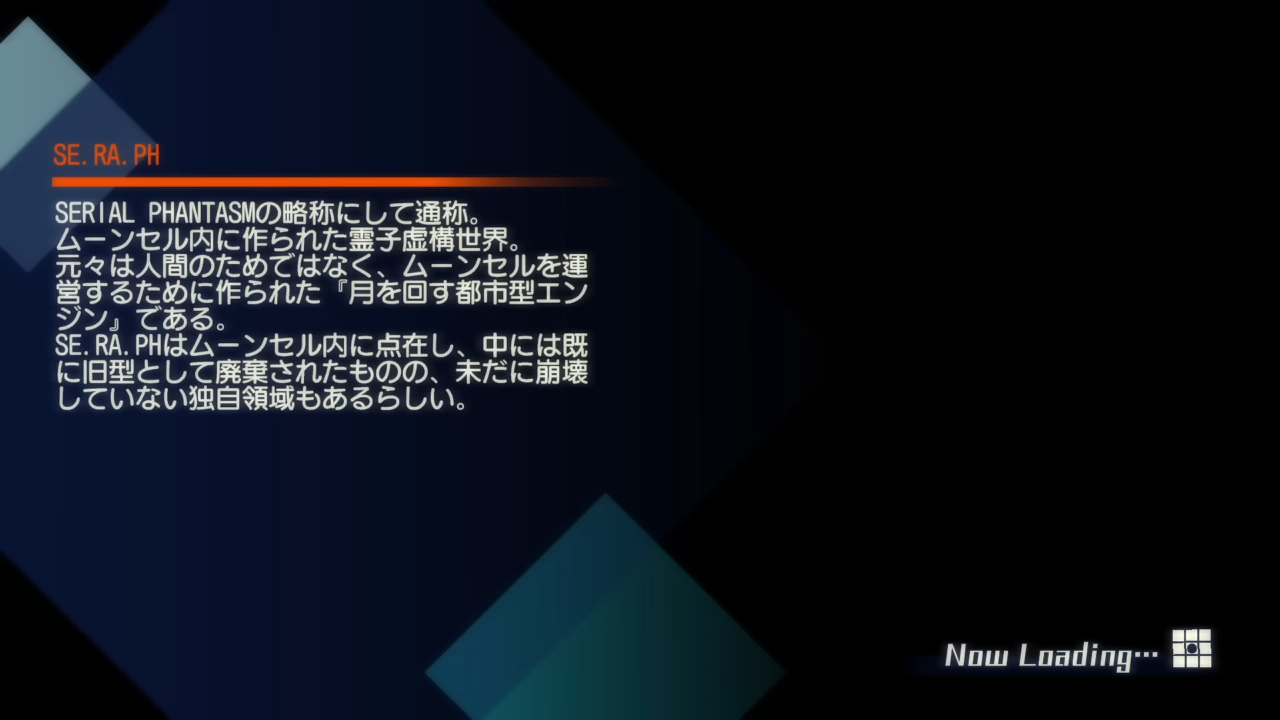 SE.RA.PH
SERIAL PHANTASMの略称にして通称。
ムーンセル内に作られた霊子虚構世界。
元々は人間のためではなく、ムーンセルを運
営するために作られた『月を回す都市型エン
ジン』である。
SE.RA.PHはムーンセル内に点在し、中には既
に旧型として廃棄されたものの、未だに崩壊
していない独自領域もあるらしい。
Now Loading…